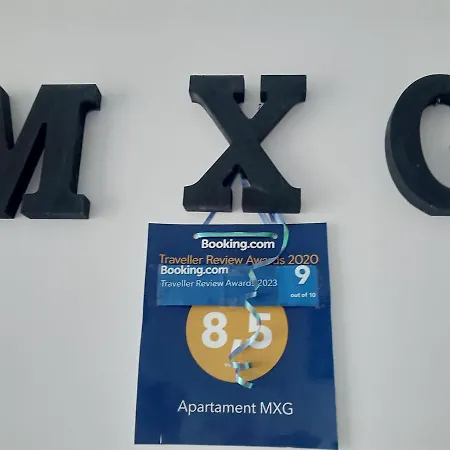 MXG
Booking.com
Traveller Review Awards 2020
Booking.com
Traveller Review Awards 2023
9
out of 10
8,5
Apartament MXG